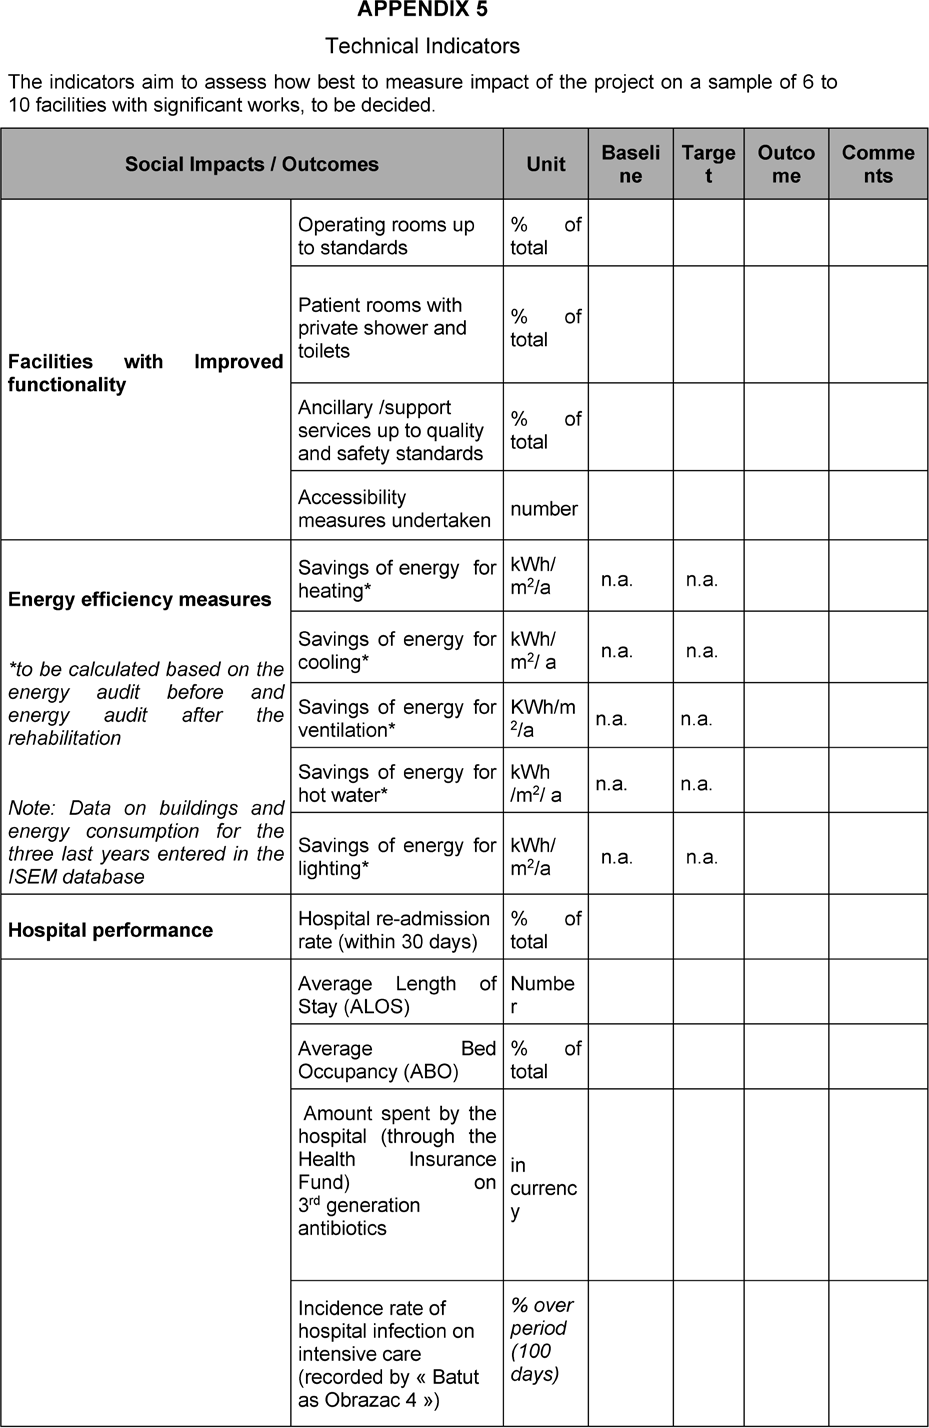 APPENDIX 5
Technical Indicators
The indicators aim to assess how best to measure impact of the project on a sample of 6 to
10 facilities with significant works, to be decided.
Social Impacts / Outcomes
Unit
Baseli
ne
Targe
t
Outco
me
Comme
nts
Facilities with Improved
functionality
Operating rooms up
to standards
% of
total
Patient rooms with
private shower and
toilets
% of
total
Ancillary /support
services up to quality
and safety standards
% of
total
Accessibility
measures undertaken
number
Energy efficiency measures
*to be calculated based on the
energy audit before and
energy audit after the
rehabilitation
Note: Data on buildings and
energy consumption for the
three last years entered in the
ISEM database
Savings of energy for
heating*
kWh/
m²/a
n.a.
n.a.
Savings of energy for
cooling*
kWh/
m²/ a
n.a.
n.a.
Savings of energy for
ventilation*
KWh/m
2/a
n.a.
n.a.
Savings of energy for
hot water*
kWh
/m²/ a
n.a.
n.a.
Savings of energy for
lighting*
kWh/
m²/a
n.a.
n.a.
Hospital performance
Hospital re-admission
rate (within 30 days)
% of
total
Average Length of
Stay (ALOS)
Numbe
r
Average Bed
Occupancy (ABO)
% of
total
Amount spent by the
hospital (through the
Health Insurance
Fund) on
3rd generation
antibiotics
in
currenc
y
Incidence rate of
hospital infection on
intensive care
(recorded by « Batut
as Obrazac 4 »)
% over
period
(100
days)